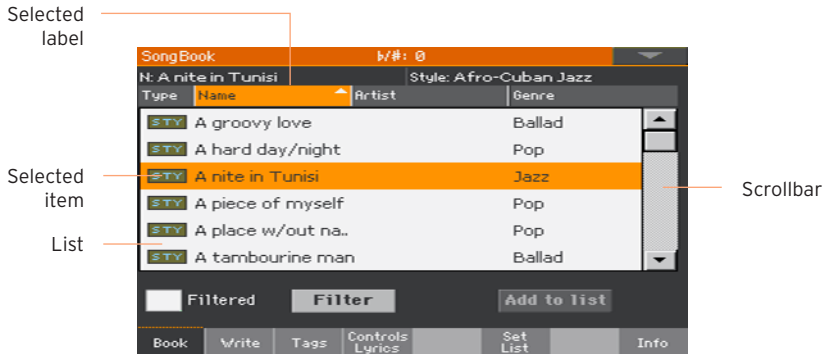 Selected
label
SongBook ♭/#: 0
N: A nite in Tunisi Style: Afro-Cuban Jazz
Type Name Artist Genre
STY A groovy love Ballad
STY A hard day/night Pop
Selected
item
STY A nite in Tunisi Jazz
Scrollbar
STY A piece of myself Pop
List
STY A place w/out na.. Pop
STY A tambourine man Ballad
Filtered Filter Add to list
Book Write Tags Controls Lyrics Set List Info